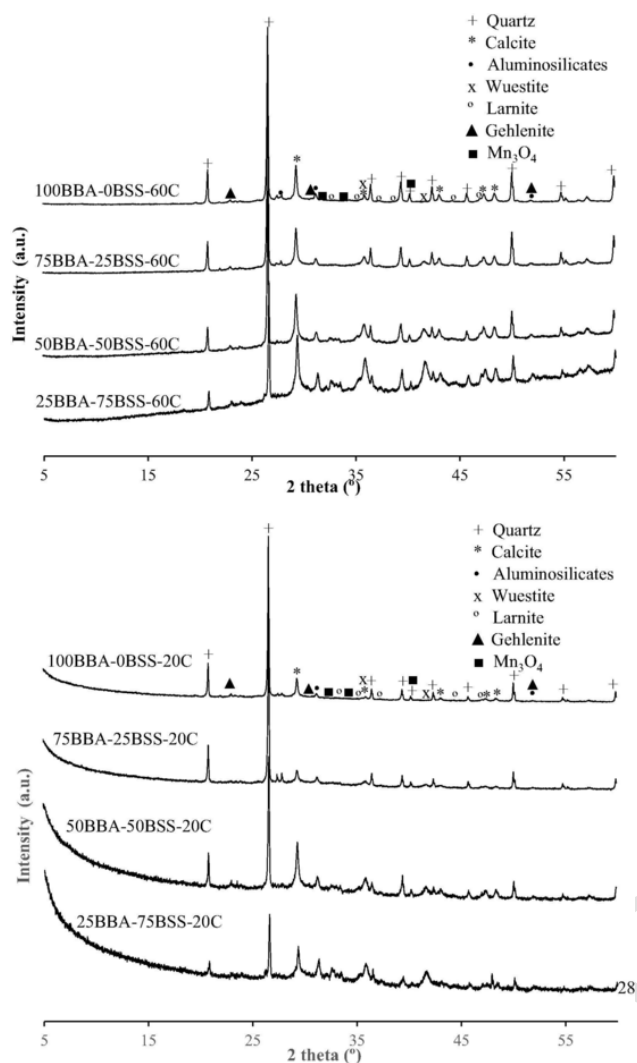 + Quartz
* Calcite
• Aluminosilicates
x Wuestite
º Larnite
▲ Gehlenite
■ Mn₃O₄
100BBA-0BSS-60C
75BBA-25BSS-60C
50BBA-50BSS-60C
25BBA-75BSS-60C
Intensity (a.u.)
5 15 25 35 45 55
2 theta (º)
+ Quartz
* Calcite
• Aluminosilicates
x Wuestite
º Larnite
▲ Gehlenite
■ Mn₃O₄
100BBA-0BSS-20C
75BBA-25BSS-20C
50BBA-50BSS-20C
25BBA-75BSS-20C
Intensity (a.u.)
28
5 15 25 35 45 55
2 theta (º)